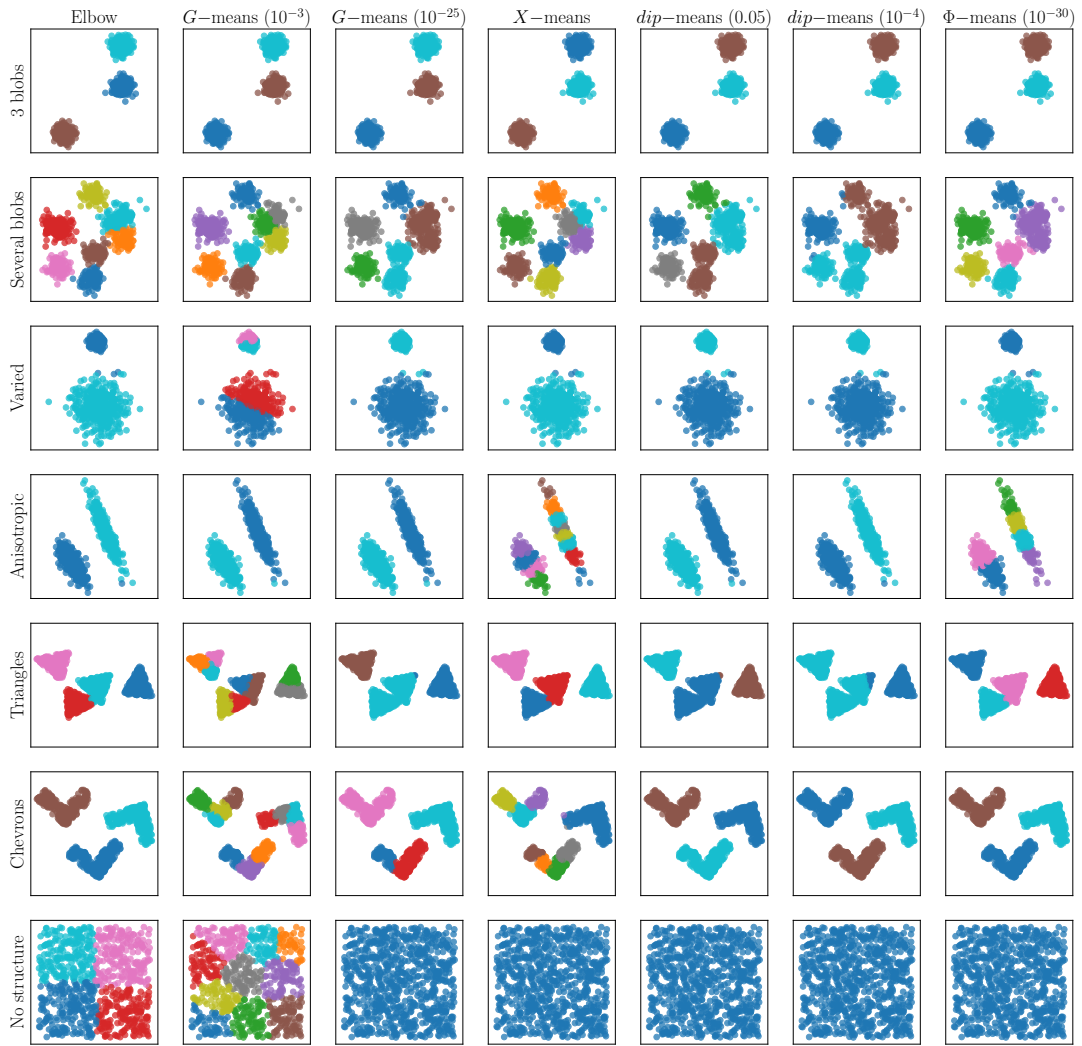 Elbow G−means (10⁻³) G−means (10⁻²⁵) X−means dip−means (0.05) dip−means (10⁻⁴) Φ−means (10⁻³⁰)
3 blobs
Several blobs
Varied
Anisotropic
Triangles
Chevrons
No structure